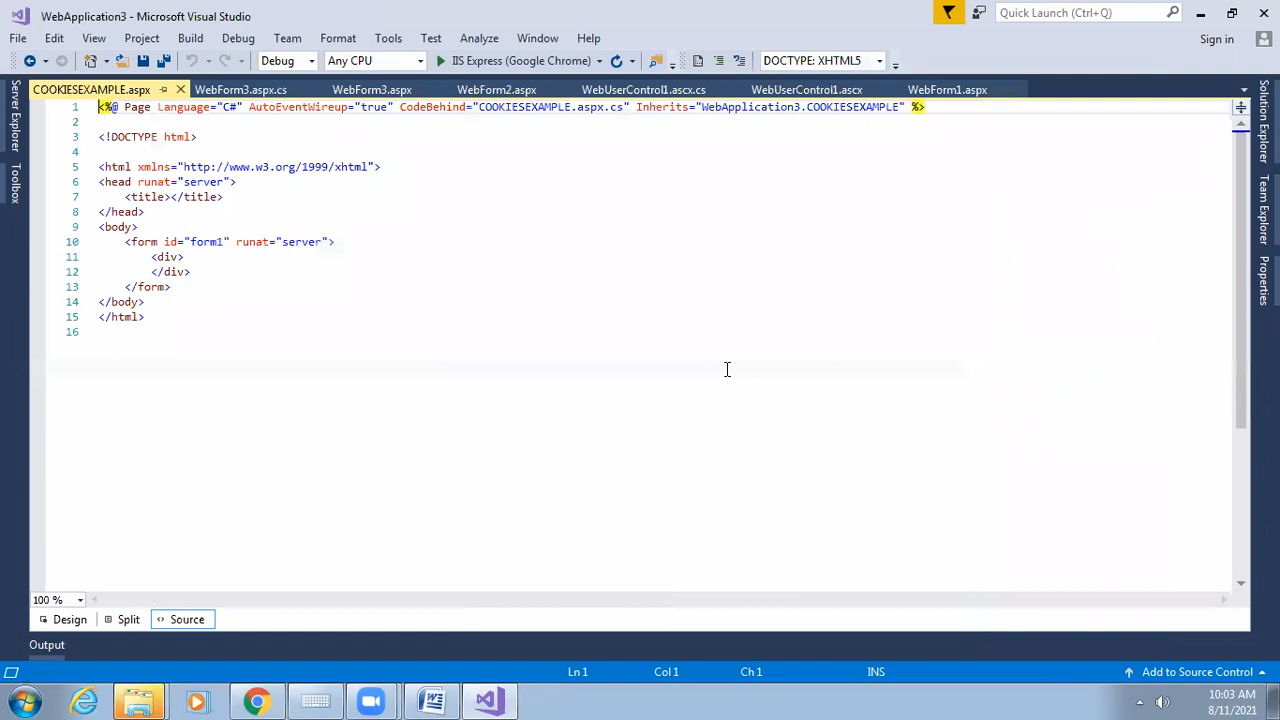 WebApplication3 - Microsoft Visual Studio
Quick Launch (Ctrl+Q)
File Edit View Project Build Debug Team Format Tools Test Analyze Window Help
Sign in
Debug Any CPU IIS Express (Google Chrome) DOCTYPE: XHTML5
COOKIESEXAMPLE.aspx WebForm3.aspx.cs WebForm3.aspx WebForm2.aspx WebUserControl1.ascx.cs WebUserControl1.ascx WebForm1.aspx
Server Explorer
Toolbox
1 <%@ Page Language="C#" AutoEventWireup="true" CodeBehind="COOKIESEXAMPLE.aspx.cs" Inherits="WebApplication3.COOKIESEXAMPLE" %>
2
3 <!DOCTYPE html>
4
5 <html xmlns="http://www.w3.org/1999/xhtml">
6 <head runat="server">
7 <title></title>
8 </head>
9 <body>
10 <form id="form1" runat="server">
11 <div>
12 </div>
13 </form>
14 </body>
15 </html>
16
Solution Explorer
Team Explorer
Properties
100 %
Design Split Source
Output
Ln 1 Col 1 Ch 1 INS Add to Source Control
10:03 AM
8/11/2021